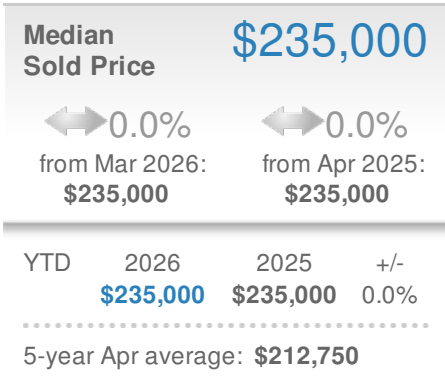 Median $235,000
Sold Price
0.0% 0.0%
from Mar 2026: from Apr 2025:
$235,000 $235,000
YTD 2026 2025 +/-
$235,000 $235,000 0.0%
5-year Apr average: $212,750